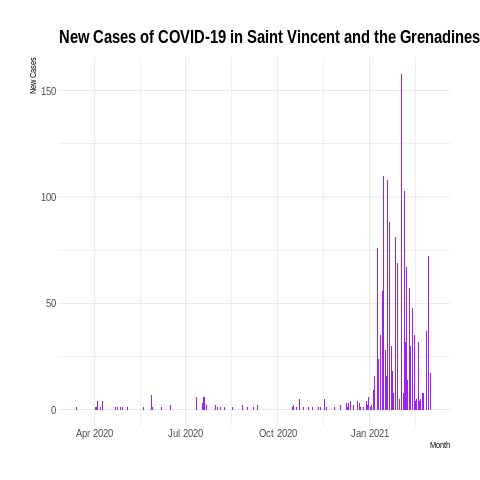 New Cases of COVID-19 in Saint Vincent and the Grenadines
New Cases
150
100
50
0
Apr 2020 Jul 2020 Oct 2020 Jan 2021
Month